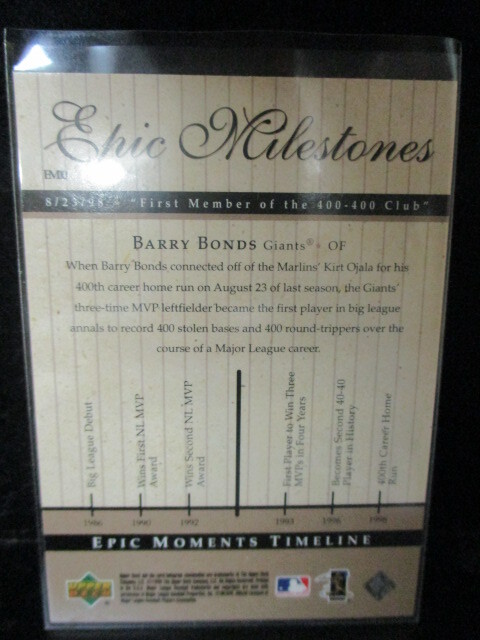 Epic Milestones
8/23/98 "First Member of the 400-400 Club"
BARRY BONDS Giants® OF
When Barry Bonds connected off of the Marlins' Kirt Ojala for his
400th career home run on August 23 of last season, the Giants'
three-time MVP leftfielder became the first player in big league
annals to record 400 stolen bases and 400 round-trippers over the
course of a Major League career.
Big League Debut
Wins First NL MVP
Award
Wins Second NL MVP
Award
First Player to Win Three
MVPs in Four Years
Becomes Second 40-40
Player in History
400th Career Home
Run
1986
1990
1992
1993
1996
1998
EPIC MOMENTS TIMELINE
UPPER DECK